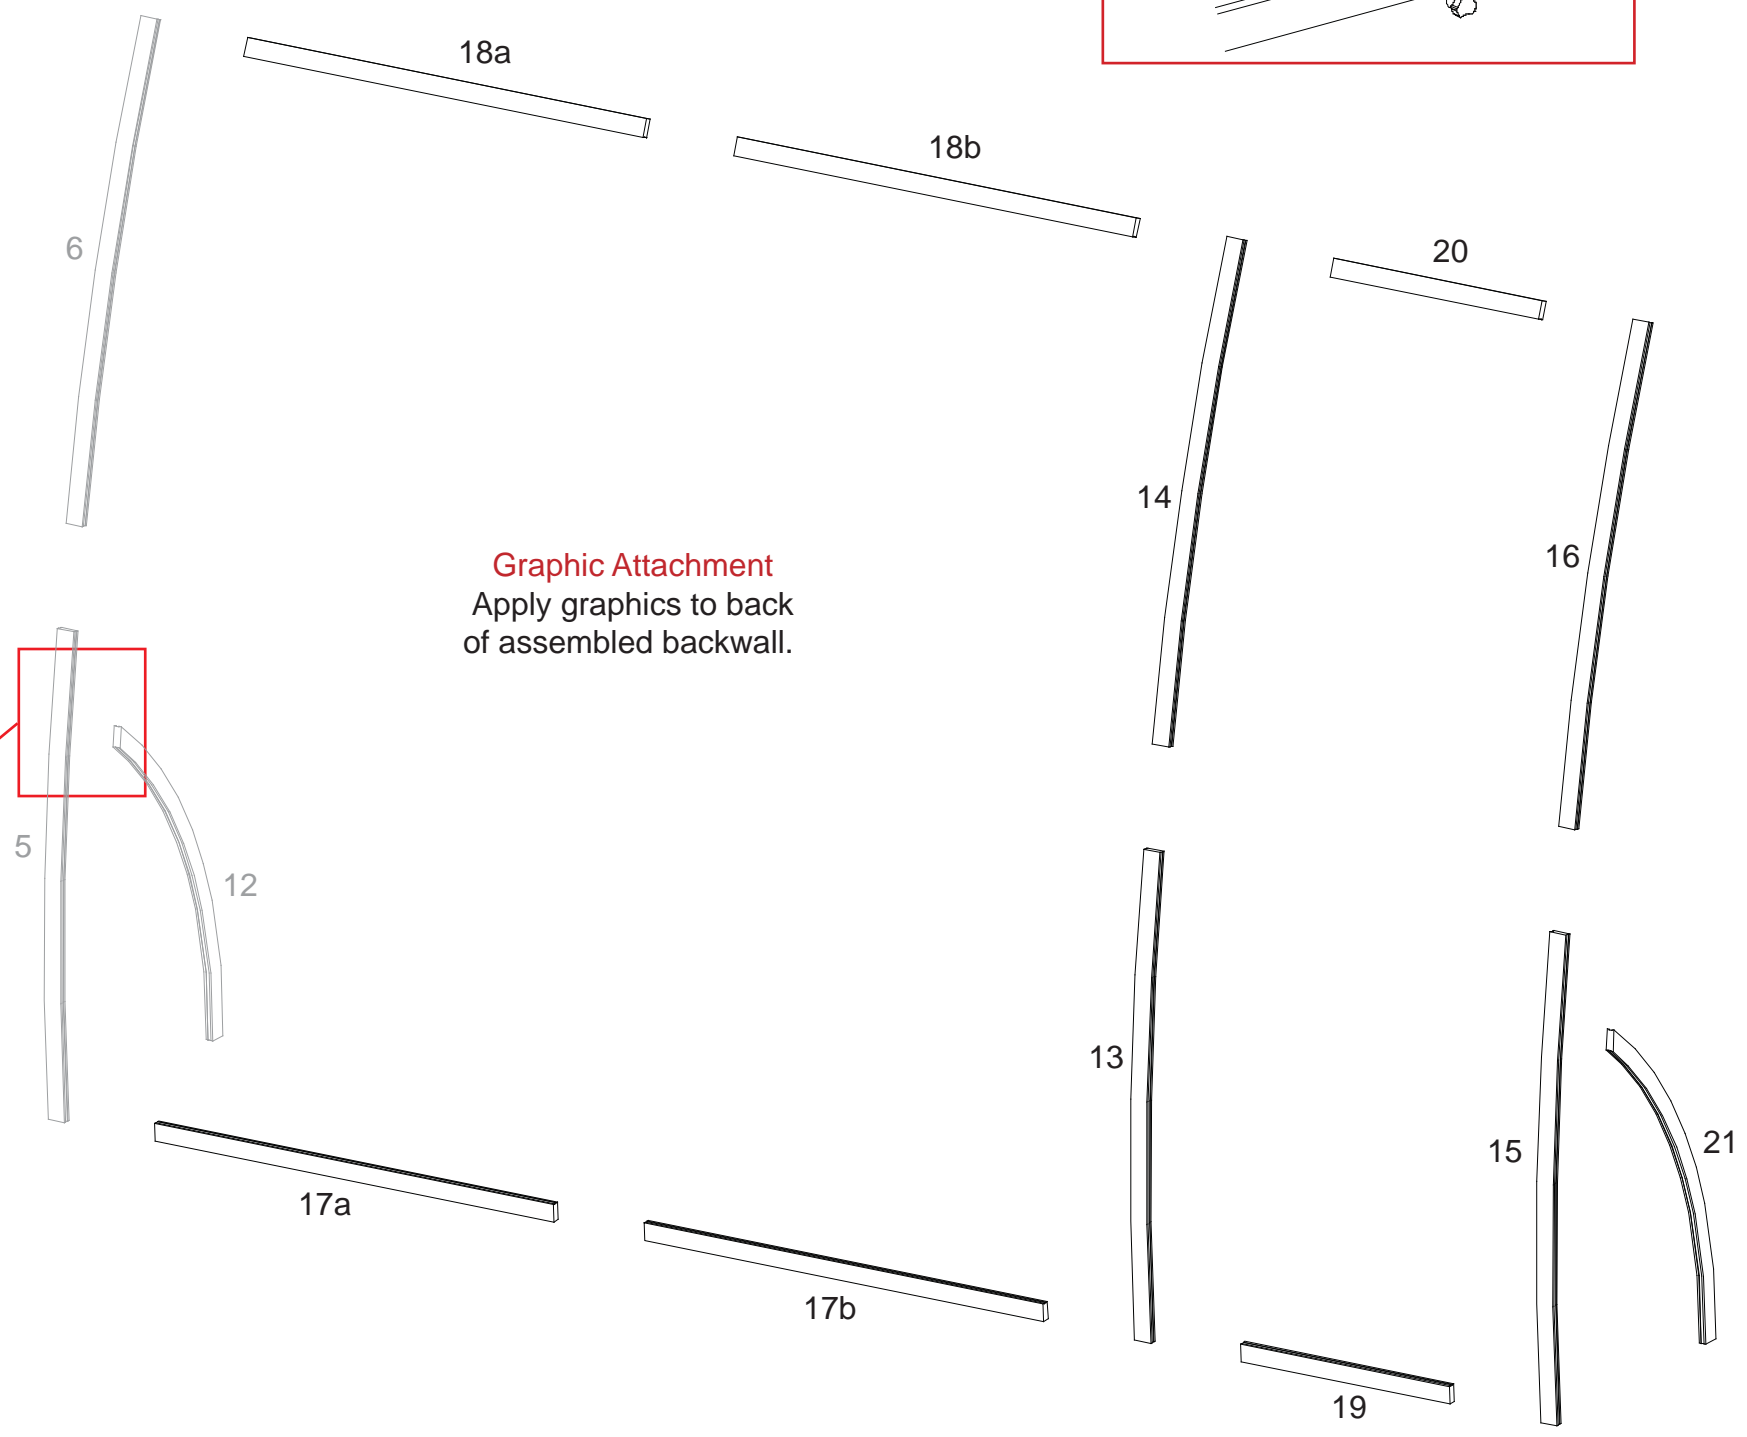 18a
18b
6
20
14
16
Graphic Attachment
Apply graphics to back
of assembled backwall.
5
12
13
15
21
17a
17b
19